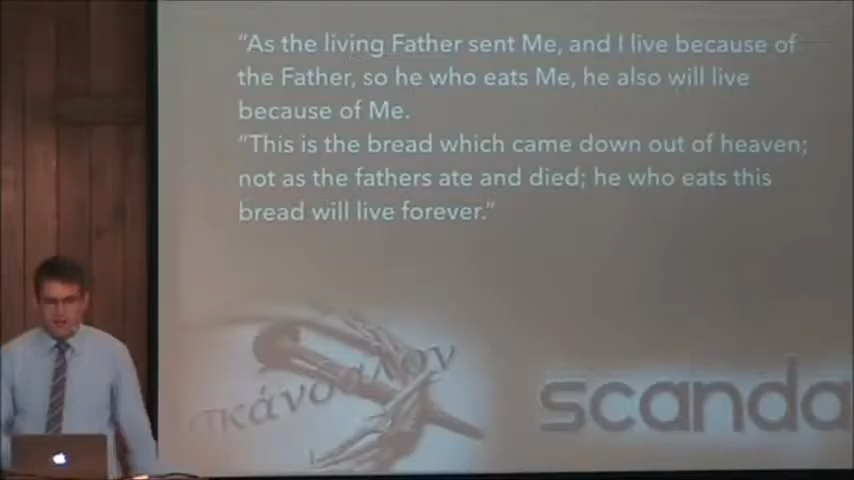 “As the living Father sent Me, and I live because of
the Father, so he who eats Me, he also will live
because of Me.
“This is the bread which came down out of heaven;
not as the fathers ate and died; he who eats this
bread will live forever.”
σκάνδαλον
scanda